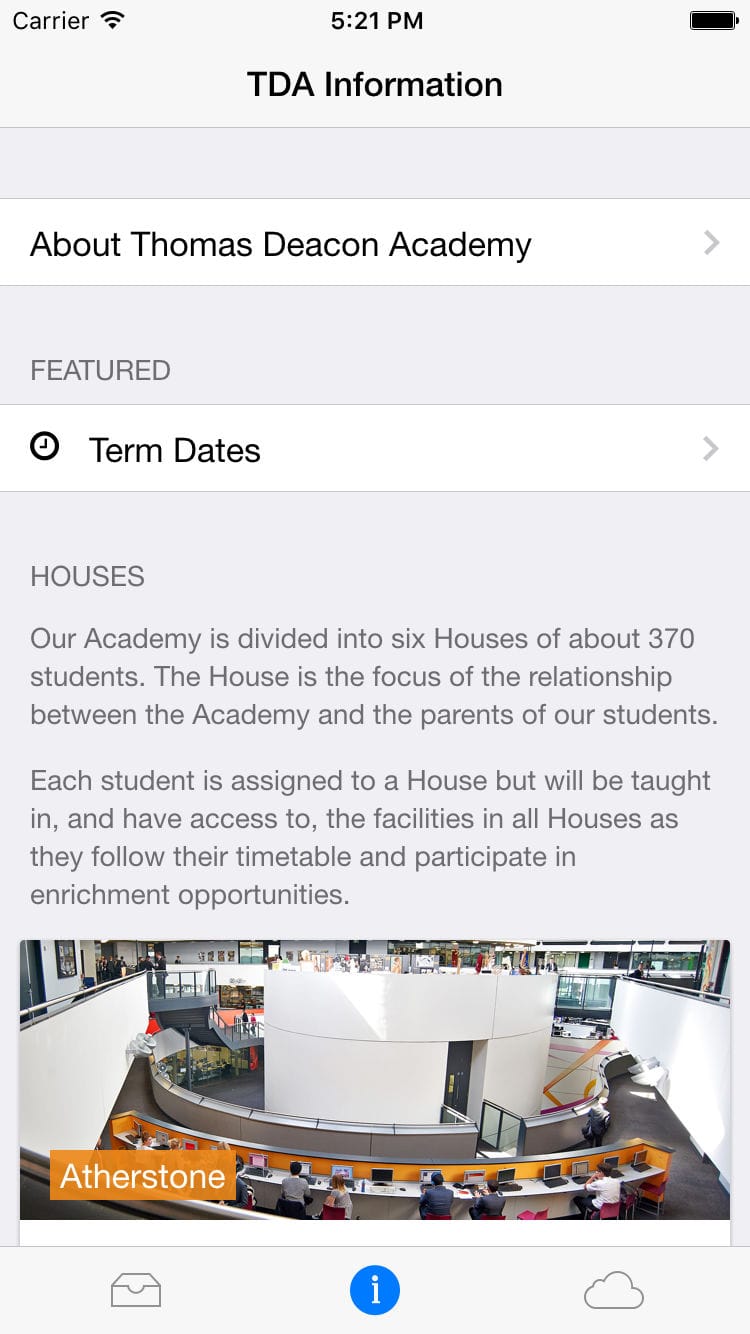 Carrier 5:21 PM
TDA Information
About Thomas Deacon Academy
FEATURED
Term Dates
HOUSES
Our Academy is divided into six Houses of about 370
students. The House is the focus of the relationship
between the Academy and the parents of our students.
Each student is assigned to a House but will be taught
in, and have access to, the facilities in all Houses as
they follow their timetable and participate in
enrichment opportunities.
Atherstone